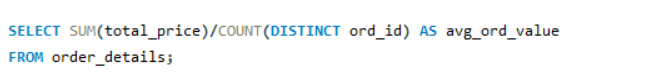 SELECT SUM(total_price)/COUNT(DISTINCT ord_id) AS avg_ord_value
FROM order_details;